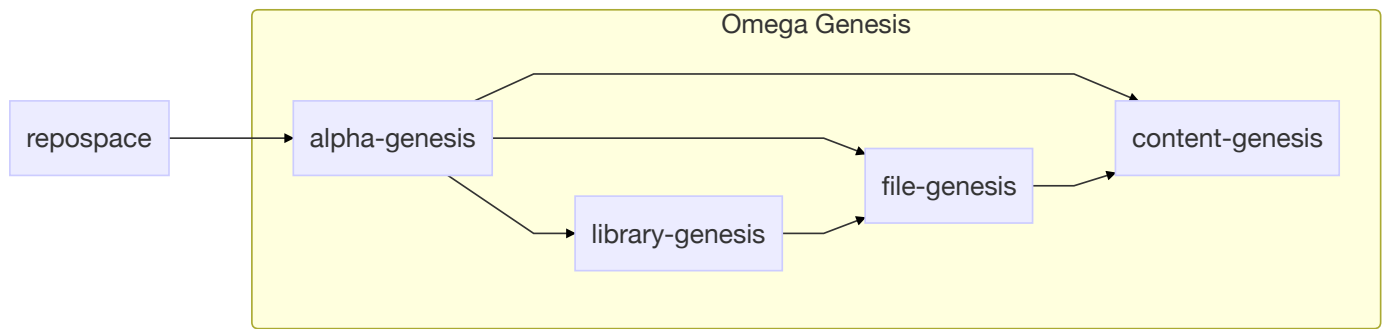 Omega Genesis
repospace
alpha-genesis
content-genesis
file-genesis
library-genesis